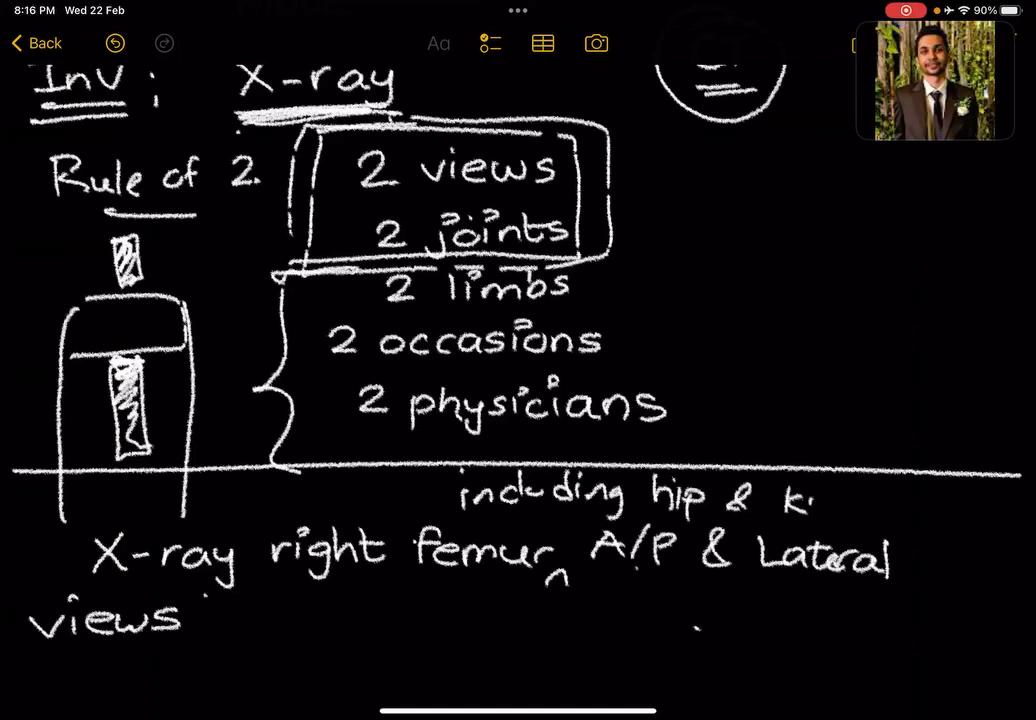 8:16 PM Wed 22 Feb
90%
Back
Aa
Inv : X-ray
Rule of 2. 2 views
2 joints
2 limbs
2 occasions
2 physicians
including hip &
X-ray right femur ^ A/P & Lateral
views